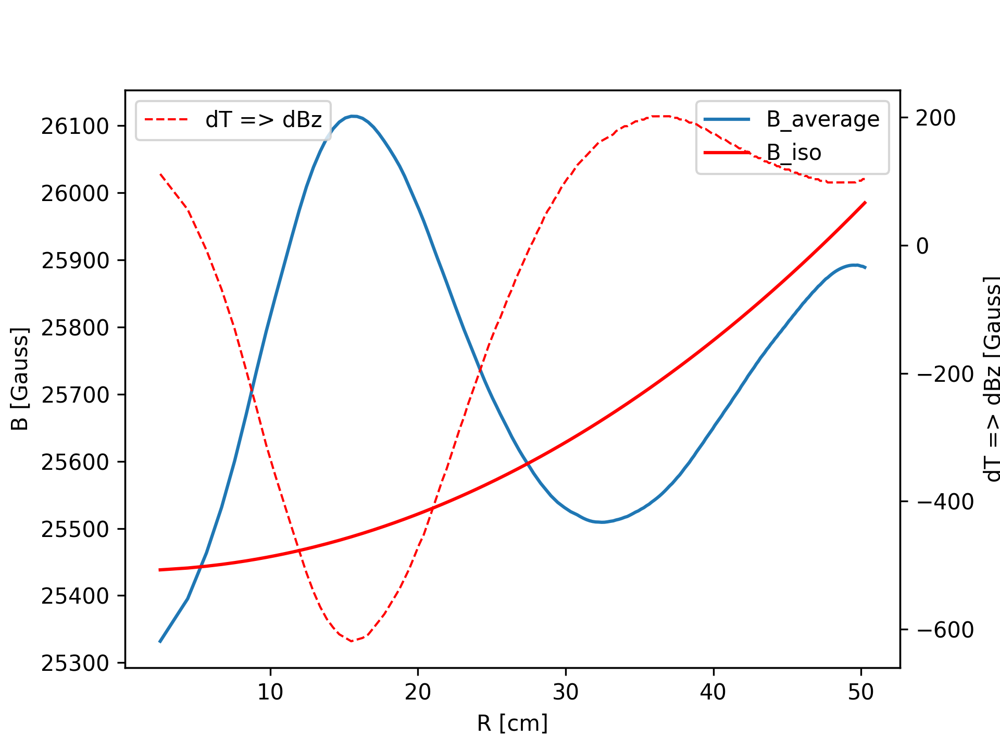 dT => dBz
B_average
B_iso
26100
26000
25900
25800
25700
25600
25500
25400
25300
B [Gauss]
200
0
−200
−400
−600
dT => dBz [Gauss]
10 20 30 40 50
R [cm]